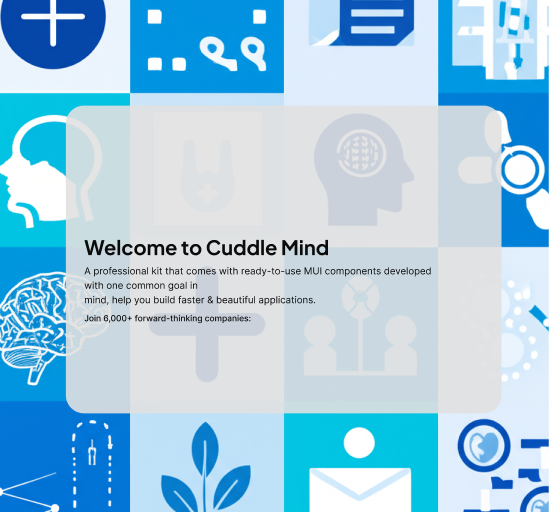 Welcome to Cuddle Mind
A professional kit that comes with ready-to-use MUI components developed
with one common goal in
mind, help you build faster & beautiful applications.
Join 6,000+ forward-thinking companies: